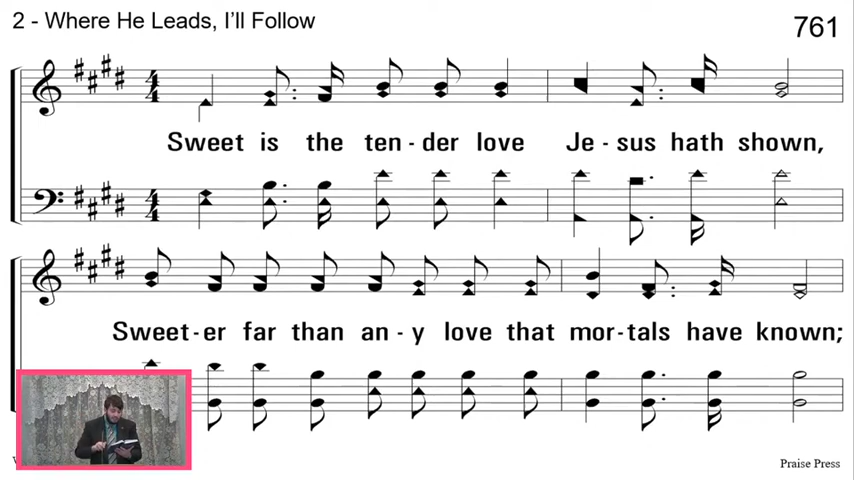 2 - Where He Leads, I'll Follow
761
Sweet is the ten - der love Je - sus hath shown,
Sweet-er far than an - y love that mor-tals have known;
Praise Press